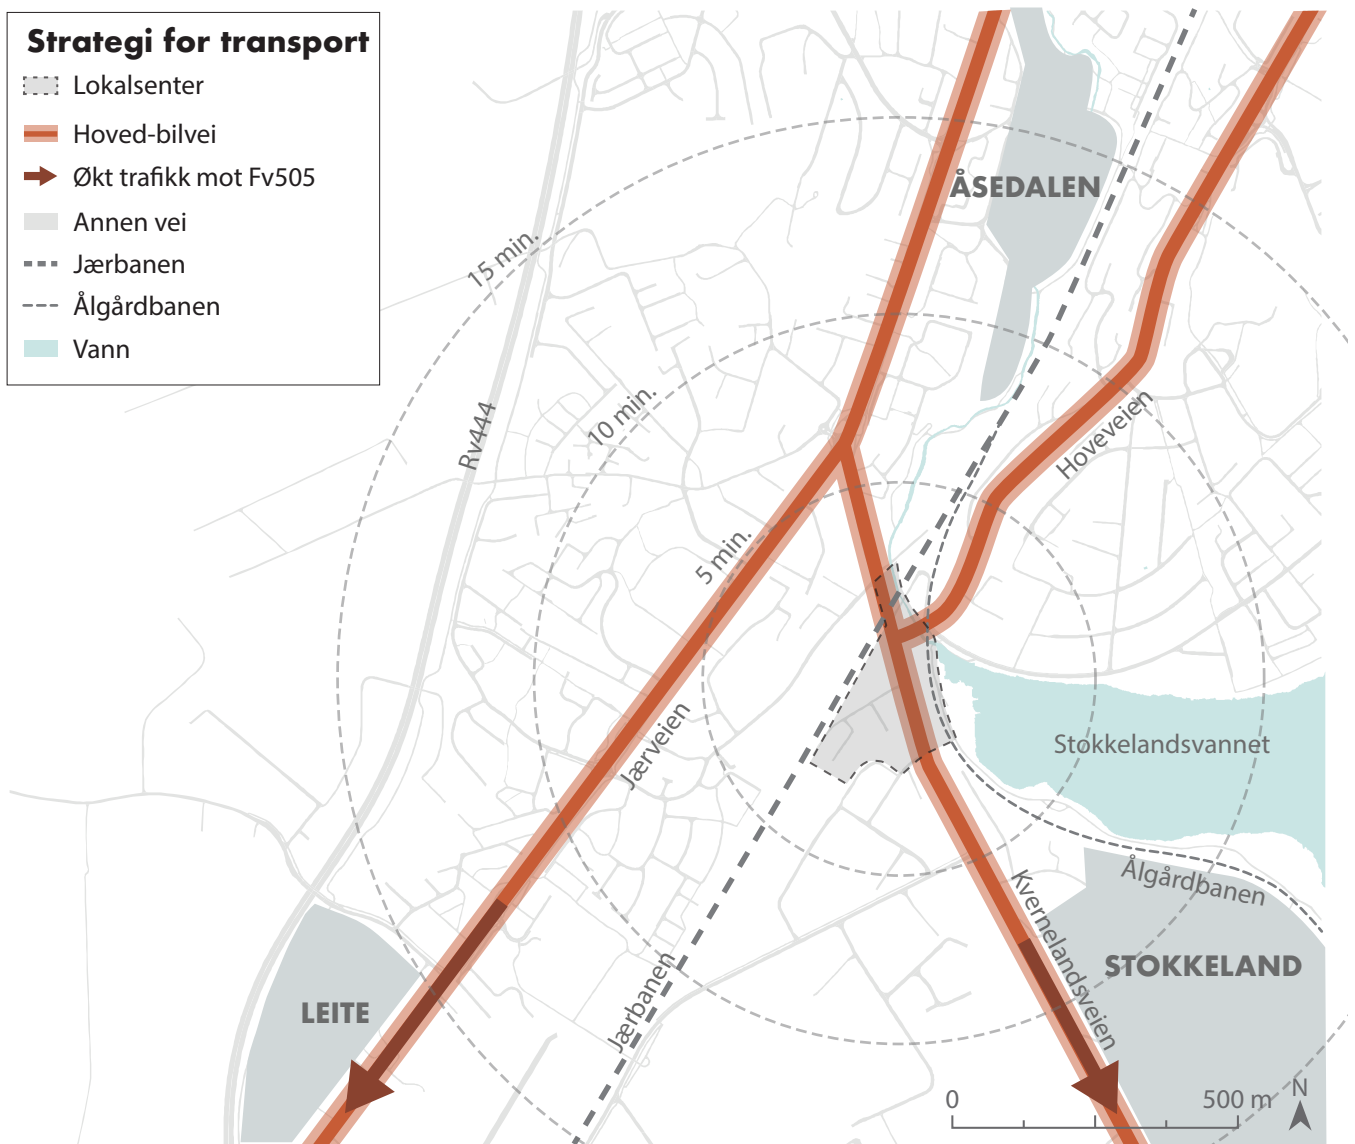 Strategi for transport
Lokalsenter
Hoved-bilvei
Økt trafikk mot Fv505
Annen vei
Jærbanen
Ålgårdbanen
Vann
ÅSEDALEN
15 min.
10 min.
Rv444
Hoveveien
5 min.
Jærveien
Stokkelandsvannet
Ålgårdbanen
Kvernelandsveien
STOKKELAND
Jærbanen
LEITE
0
500 m
N